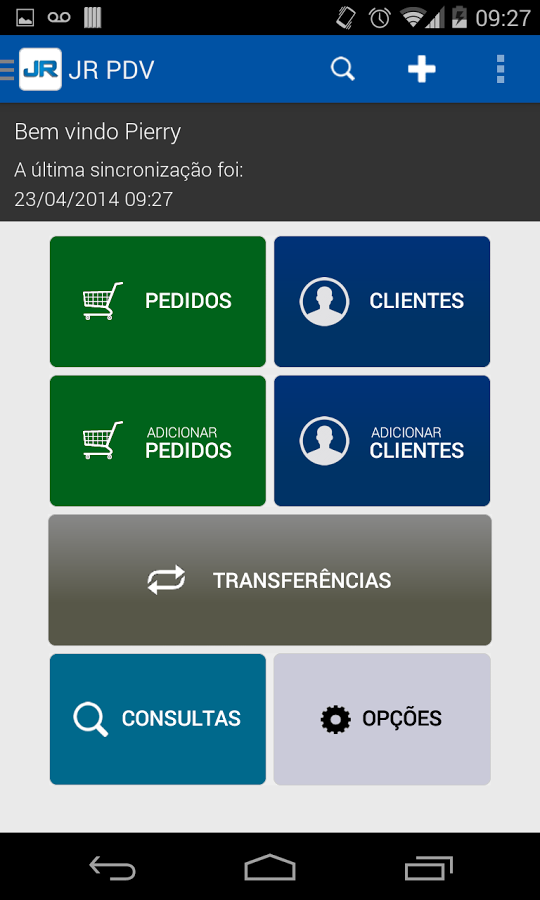 09:27
JR JR PDV
Bem vindo Pierry
A última sincronização foi:
23/04/2014 09:27
PEDIDOS
CLIENTES
ADICIONAR
PEDIDOS
ADICIONAR
CLIENTES
TRANSFERÊNCIAS
CONSULTAS
OPÇÕES